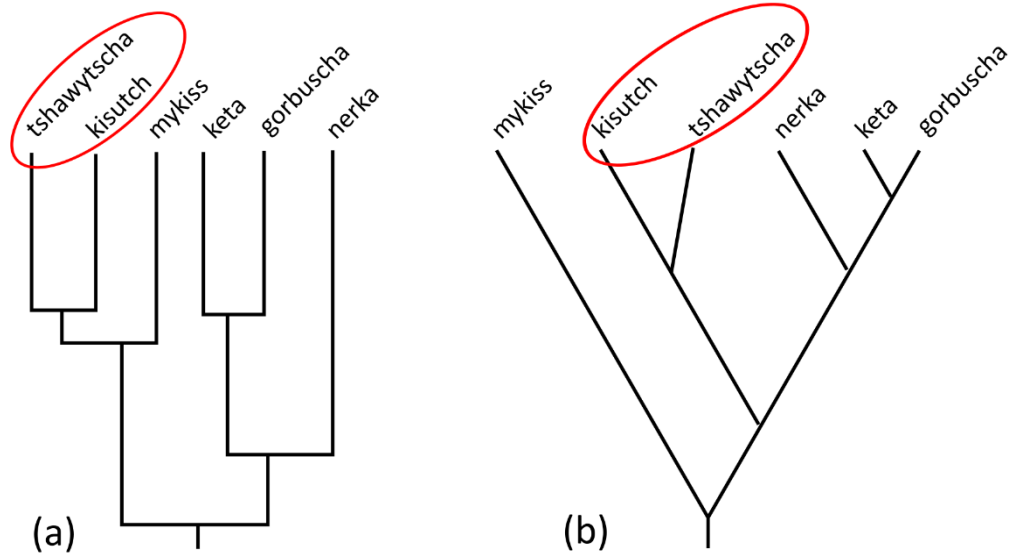 tshawytscha
kisutch
mykiss
keta
gorbuscha
nerka
(a)
mykiss
kisutch
tshawytscha
nerka
keta
gorbuscha
(b)